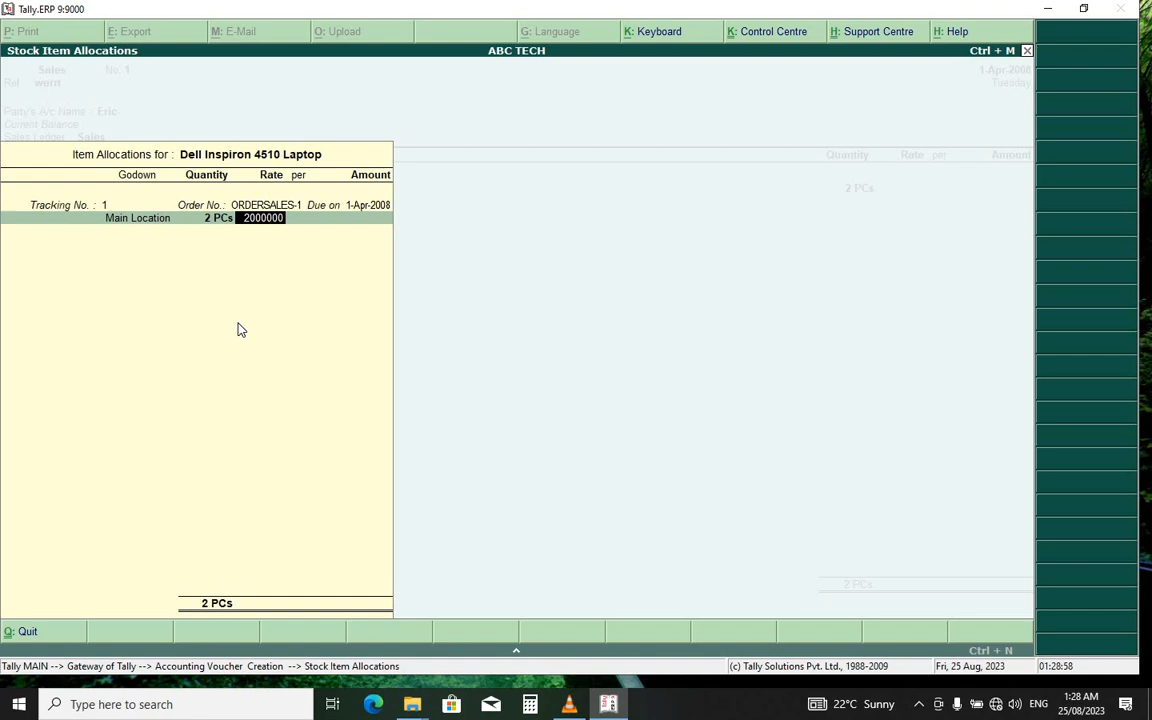 Tally.ERP 9:9000
P: Print E: Export M: E-Mail O: Upload G: Language K: Keyboard K: Control Centre H: Support Centre H: Help
Stock Item Allocations ABC TECH Ctrl + M
Sales No. 1 1-Apr-2008
Ref werrt Tuesday
Party's A/c Name : Eric
Current Balance
Sales Ledger Sales
Item Allocations for : Dell Inspiron 4510 Laptop Quantity Rate per Amount
Godown Quantity Rate per Amount
2 PCs
Tracking No. : 1 Order No.: ORDERSALES-1 Due on 1-Apr-2008
Main Location 2 PCs 2000000
2 PCs
2 PCs
Q: Quit
Ctrl + N
Tally MAIN --> Gateway of Tally --> Accounting Voucher Creation --> Stock Item Allocations (c) Tally Solutions Pvt. Ltd., 1988-2009 Fri, 25 Aug, 2023 01:28:58
Type here to search 22°C Sunny ENG 1:28 AM
25/08/2023